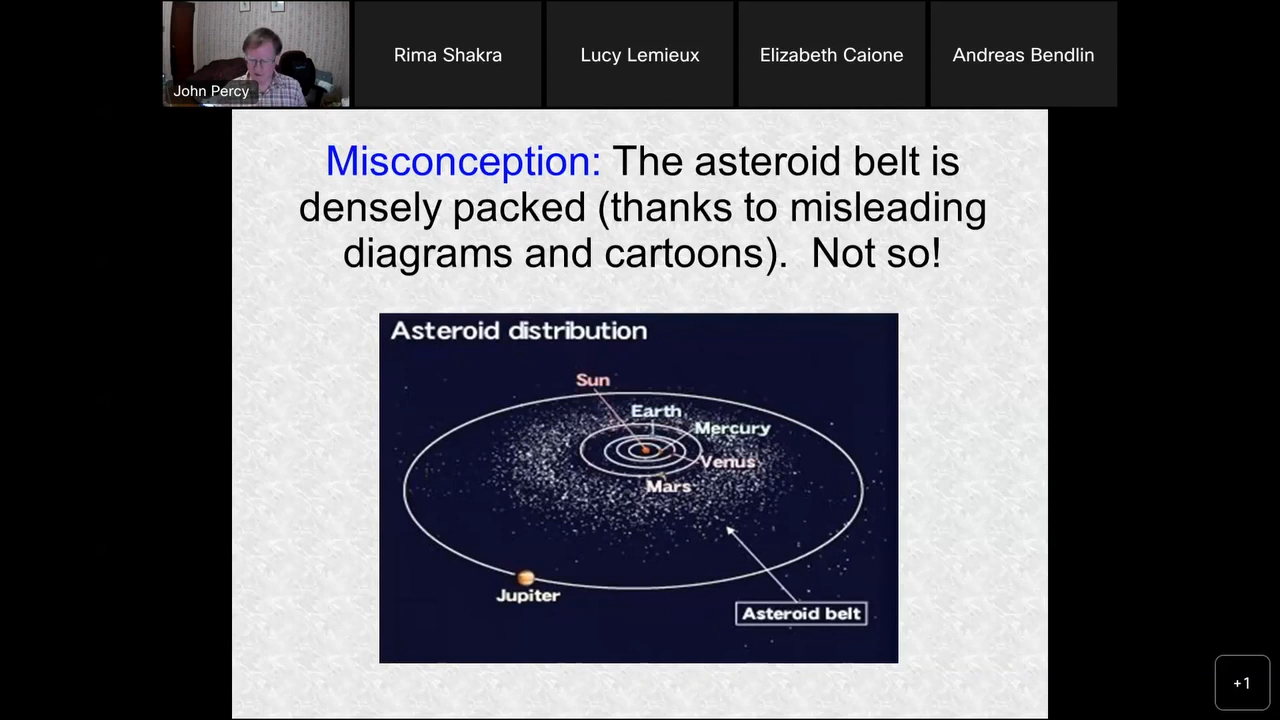 John Percy
Rima Shakra
Lucy Lemieux
Elizabeth Caione
Andreas Bendlin
Misconception: The asteroid belt is
densely packed (thanks to misleading
diagrams and cartoons).  Not so!
Asteroid distribution
Sun
Earth
Mercury
Venus
Mars
Jupiter
Asteroid belt
+1